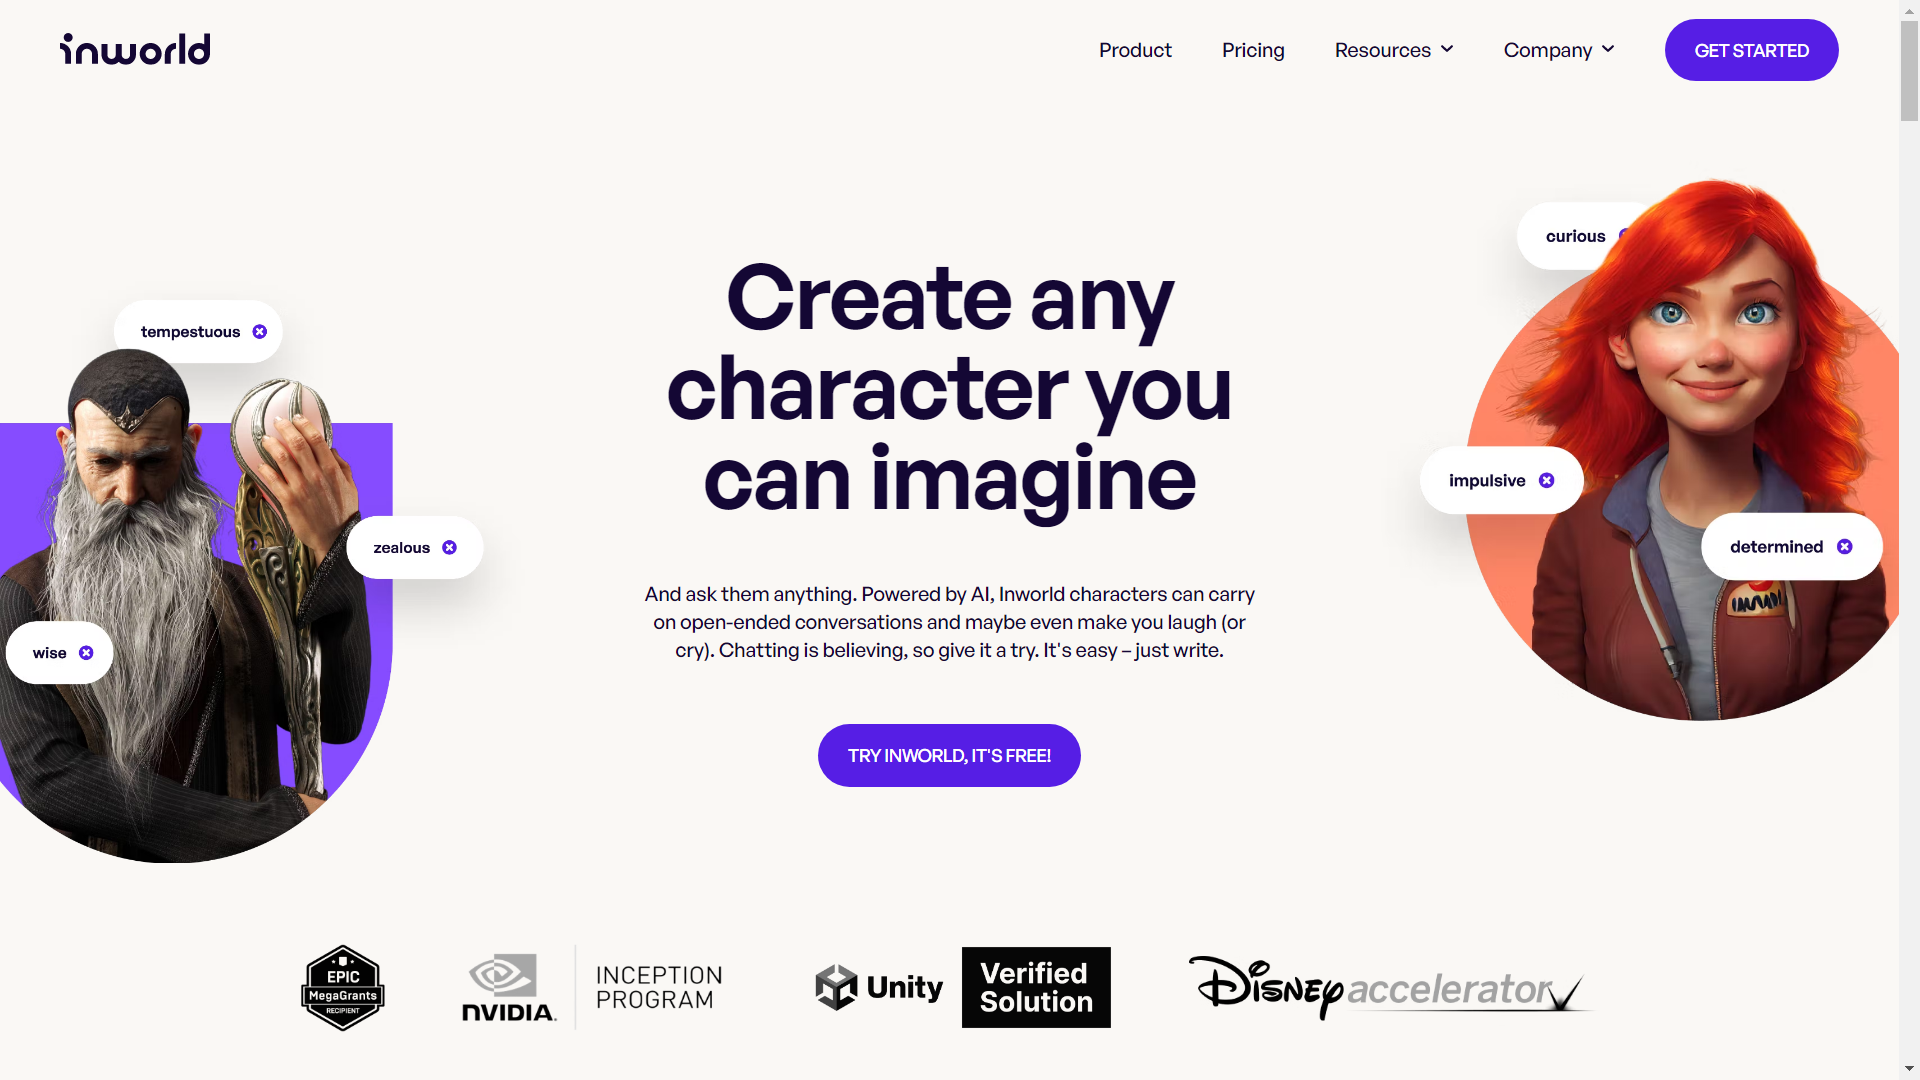 inworld
Product
Pricing
Resources
Company
GET STARTED
curious
tempestuous
Create any
character you
can imagine
impulsive
zealous
determined
And ask them anything. Powered by AI, Inworld characters can carry
on open-ended conversations and maybe even make you laugh (or
cry). Chatting is believing, so give it a try. It's easy – just write.
wise
TRY INWORLD, IT'S FREE!
EPIC
MegaGrants
RECIPIENT
NVIDIA.
INCEPTION
PROGRAM
Unity
Verified
Solution
Disney accelerator